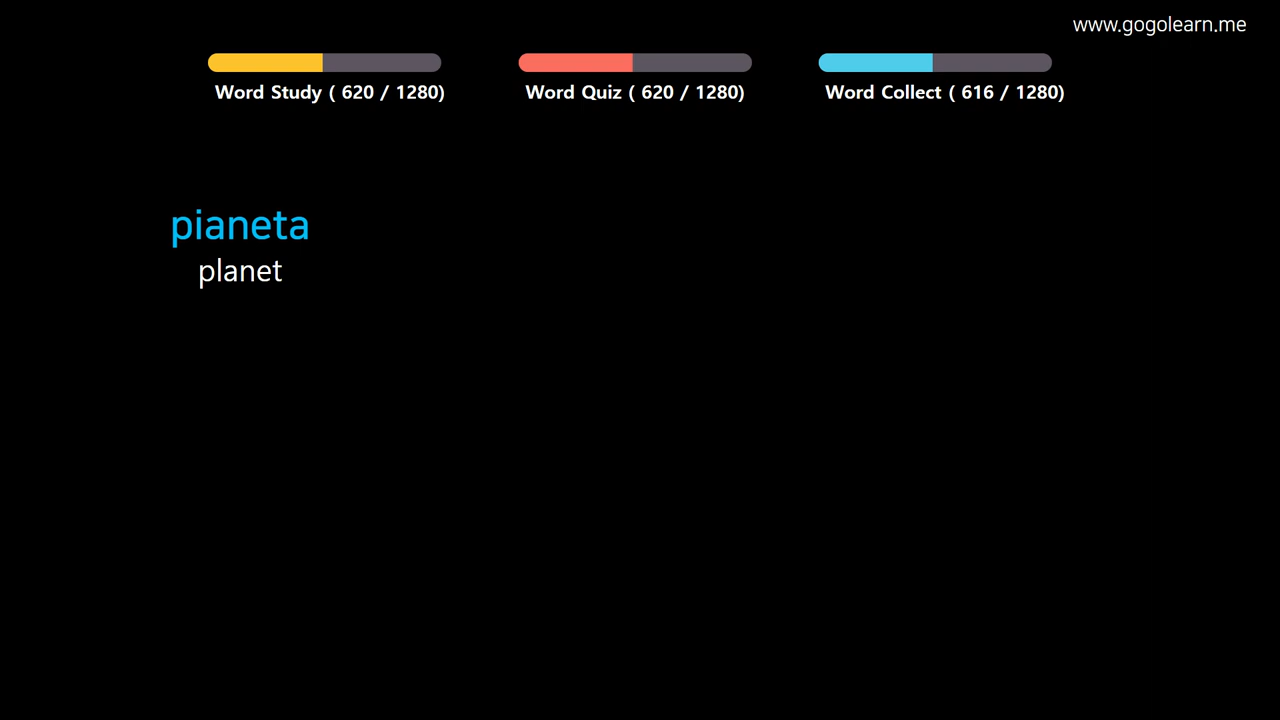 www.gogolearn.me
Word Study ( 620 / 1280)
Word Quiz ( 620 / 1280)
Word Collect ( 616 / 1280)
pianeta
planet